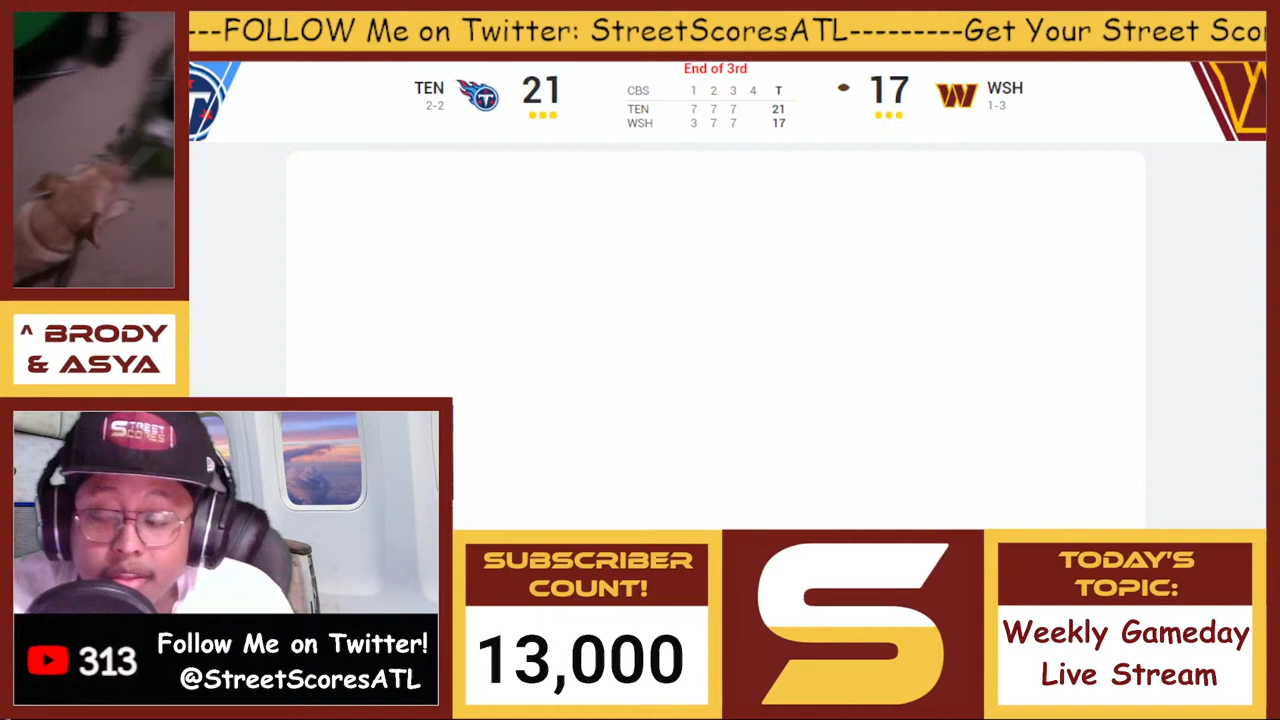 ---FOLLOW Me on Twitter: StreetScoresATL---------Get Your Street Scor
End of 3rd
TEN 21 CBS 1 2 3 4 T 17 WSH
2-2 TEN 7 7 7 21 1-3
WSH 3 7 7 17
^ BRODY
& ASYA
STREET
SCORES
SUBSCRIBER
COUNT!
13,000
TODAY'S
TOPIC:
Weekly Gameday
Live Stream
313 Follow Me on Twitter!
@StreetScoresATL